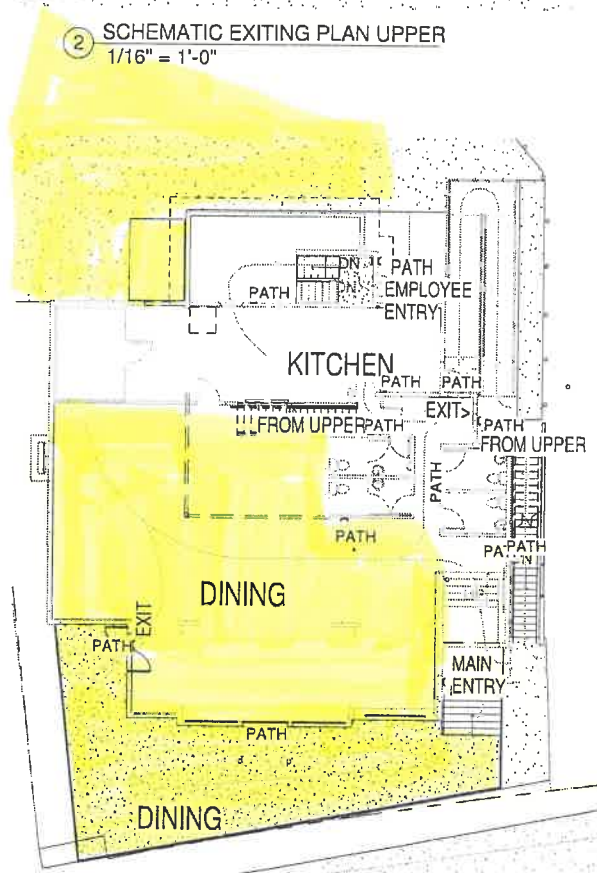 2 SCHEMATIC EXITING PLAN UPPER
1/16" = 1'-0"
DN
PATH
PATH
DN
EMPLOYEE
ENTRY
KITCHEN
PATH
PATH
EXIT>
FROM UPPER
PATH
PATH
FROM UPPER
PATH
PATH
PATH
PATH
DINING
EXIT
PATH
MAIN
ENTRY
PATH
DINING